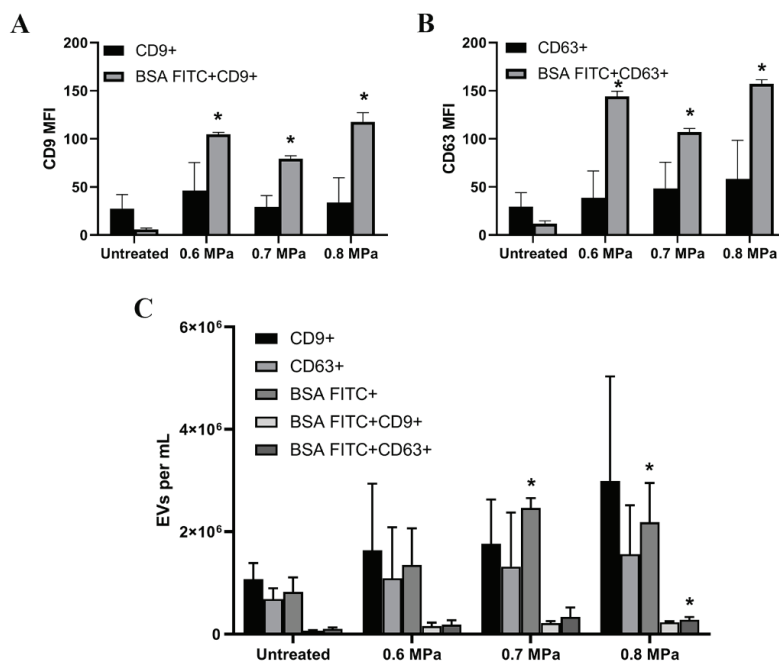 A
CD9 MFI
200
150
100
50
0
CD9+
BSA FITC+CD9+
*
*
*
Untreated
0.6 MPa
0.7 MPa
0.8 MPa
B
CD63 MFI
200
150
100
50
0
CD63+
BSA FITC+CD63+
*
*
*
Untreated
0.6 MPa
0.7 MPa
0.8 MPa
C
EVs per mL
6×10⁶
4×10⁶
2×10⁶
0
CD9+
CD63+
BSA FITC+
BSA FITC+CD9+
BSA FITC+CD63+
*
*
*
Untreated
0.6 MPa
0.7 MPa
0.8 MPa